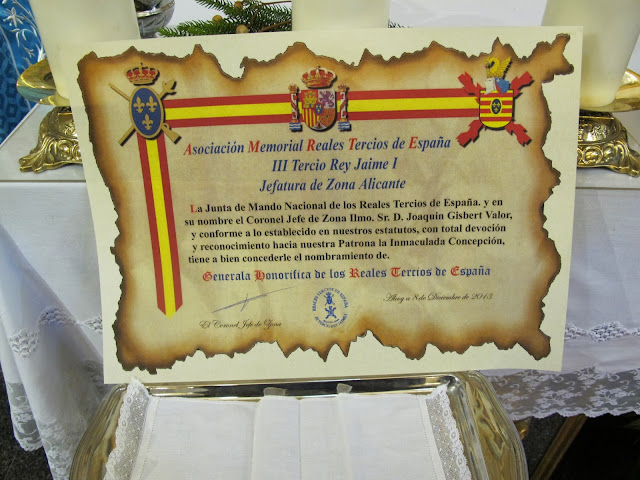 Asociación Memorial Reales Tercios de España
III Tercio Rey Jaime I
Jefatura de Zona Alicante
La Junta de Mando Nacional de los Reales Tercios de España. y en
su nombre el Coronel Jefe de Zona Ilmo. Sr. D. Joaquin Gisbert Valor,
y conforme a lo establecido en nuestros estatutos, con total devoción
y reconocimiento hacia nuestra Patrona la Inmaculada Concepción,
tiene a bien concederle el nombramiento de.
Generala Honorifica de los Reales Tercios de España
Alcoy a 8 de Diciembre de 2013
El Coronel Jefe de Zona